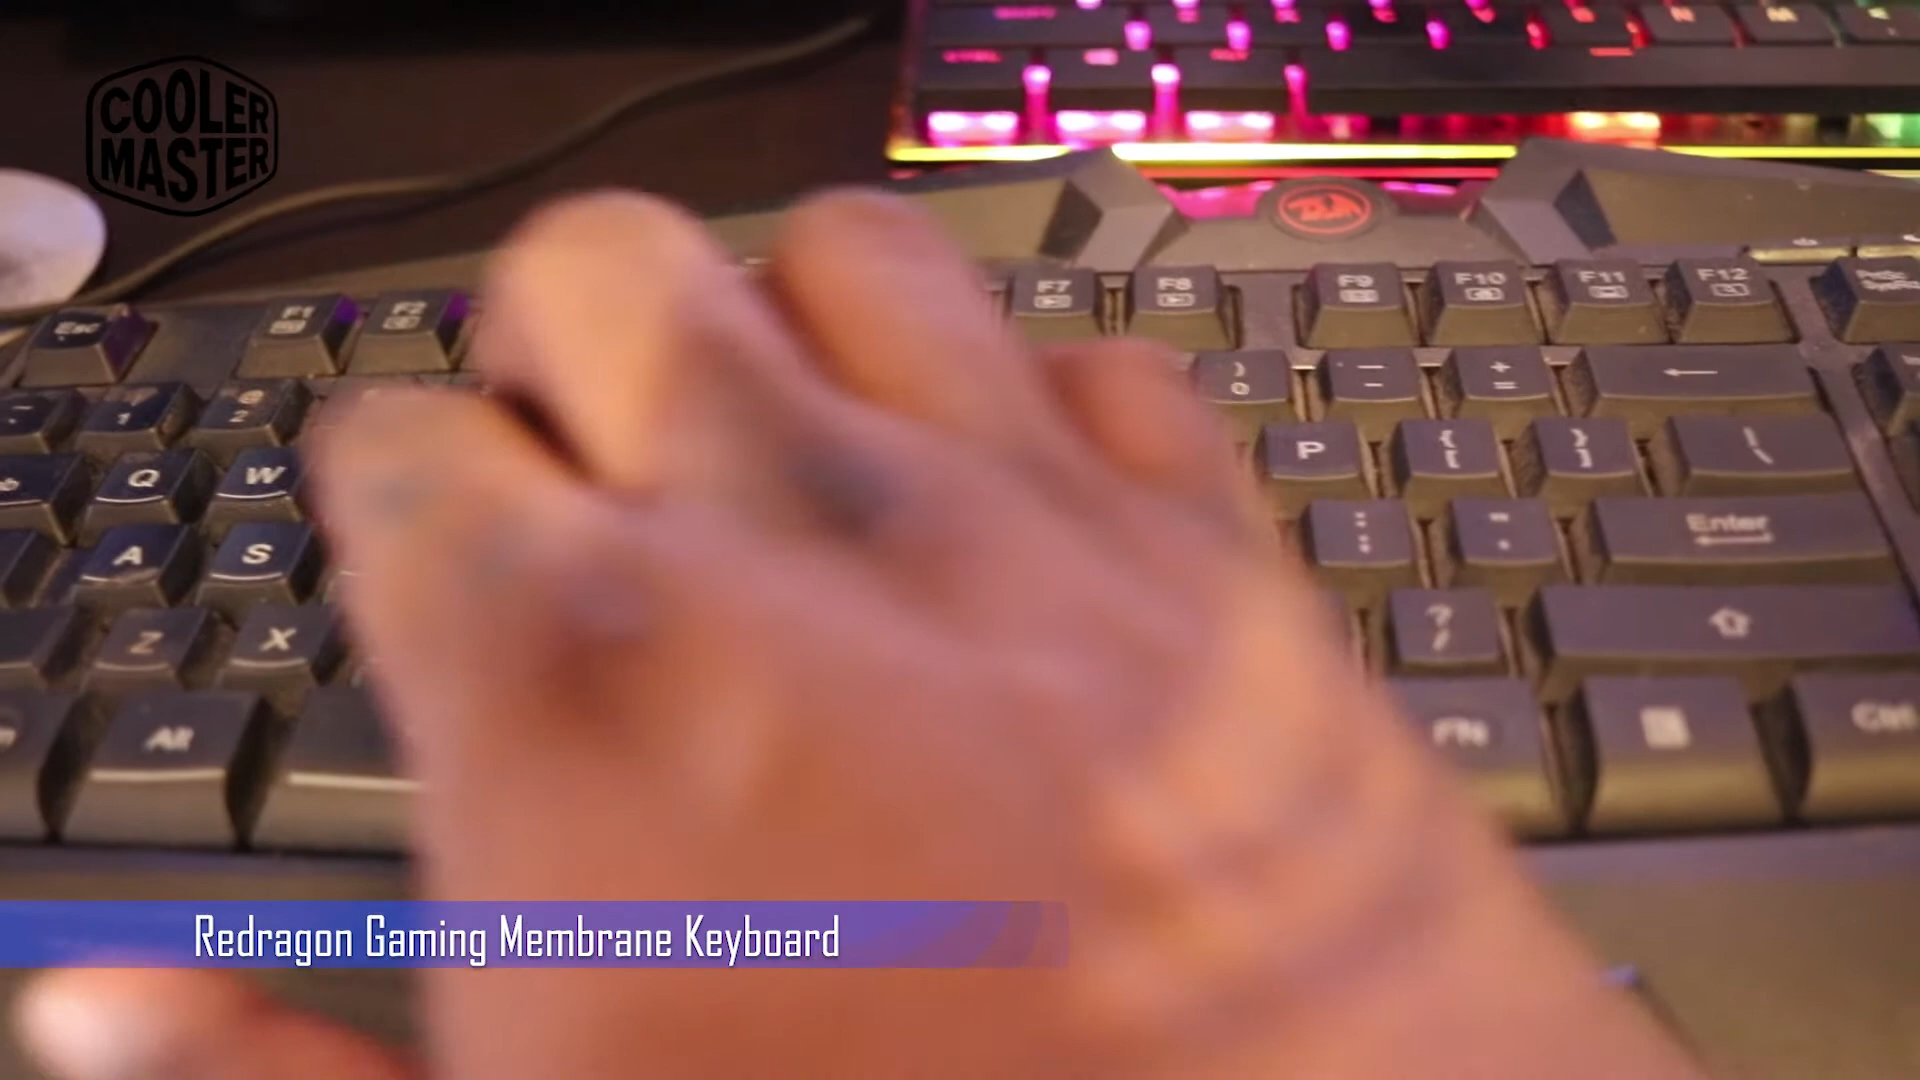 COOLER
MASTER
F7 F8 F9 F10 F11 F12
Esc F1 F2
) 0 — - + =
1 @ 2
Q W P { [ } ]
A S Enter
Z X ? /
Alt FN Ctrl
Redragon Gaming Membrane Keyboard